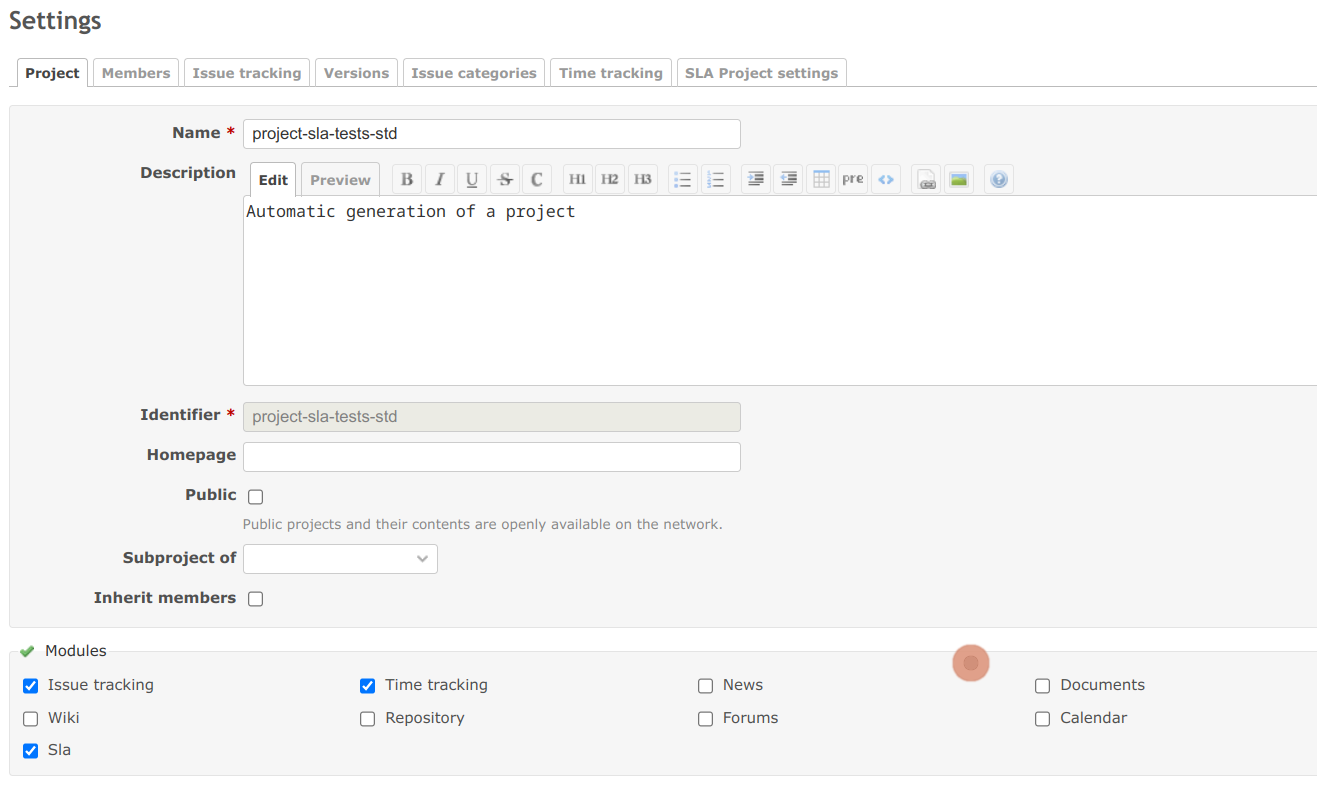 Settings
Project Members Issue tracking Versions Issue categories Time tracking SLA Project settings
Name * project-sla-tests-std
Description Edit Preview B I U S C H1 H2 H3 pre <> ?
Automatic generation of a project
Identifier * project-sla-tests-std
Homepage
Public
Public projects and their contents are openly available on the network.
Subproject of
Inherit members
Modules
Issue tracking Time tracking News Documents
Wiki Repository Forums Calendar
Sla